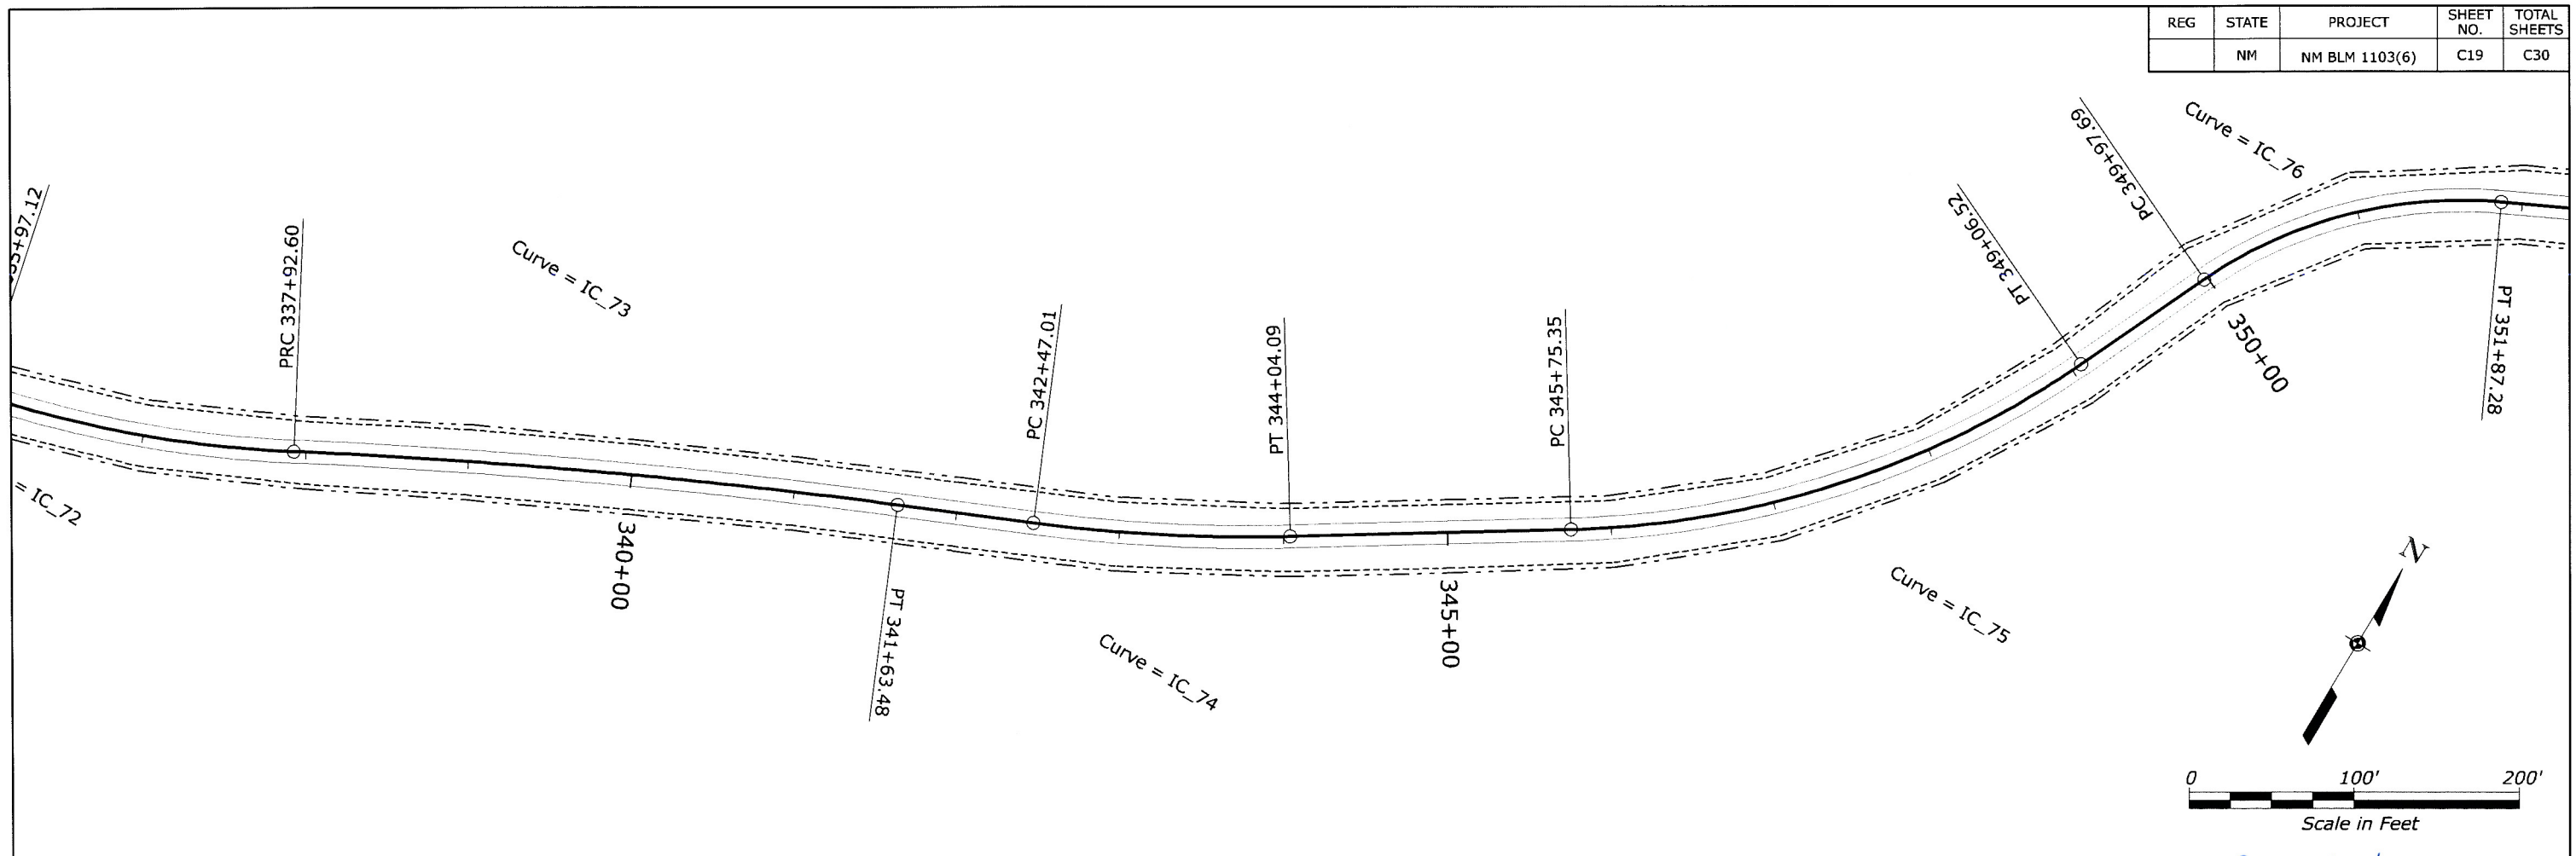 REG STATE PROJECT SHEET NO. TOTAL SHEETS
NM NM BLM 1103(6) C19 C30
35+97.12
PRC 337+92.60
Curve = IC_73
PC 342+47.01
PT 344+04.09
PC 345+75.35
PT 349+06.52
PC 349+97.69
Curve = IC_76
= IC_72
340+00
PT 341+63.48
Curve = IC_74
345+00
Curve = IC_75
350+00
PT 351+87.28
N
0 100' 200'
Scale in Feet